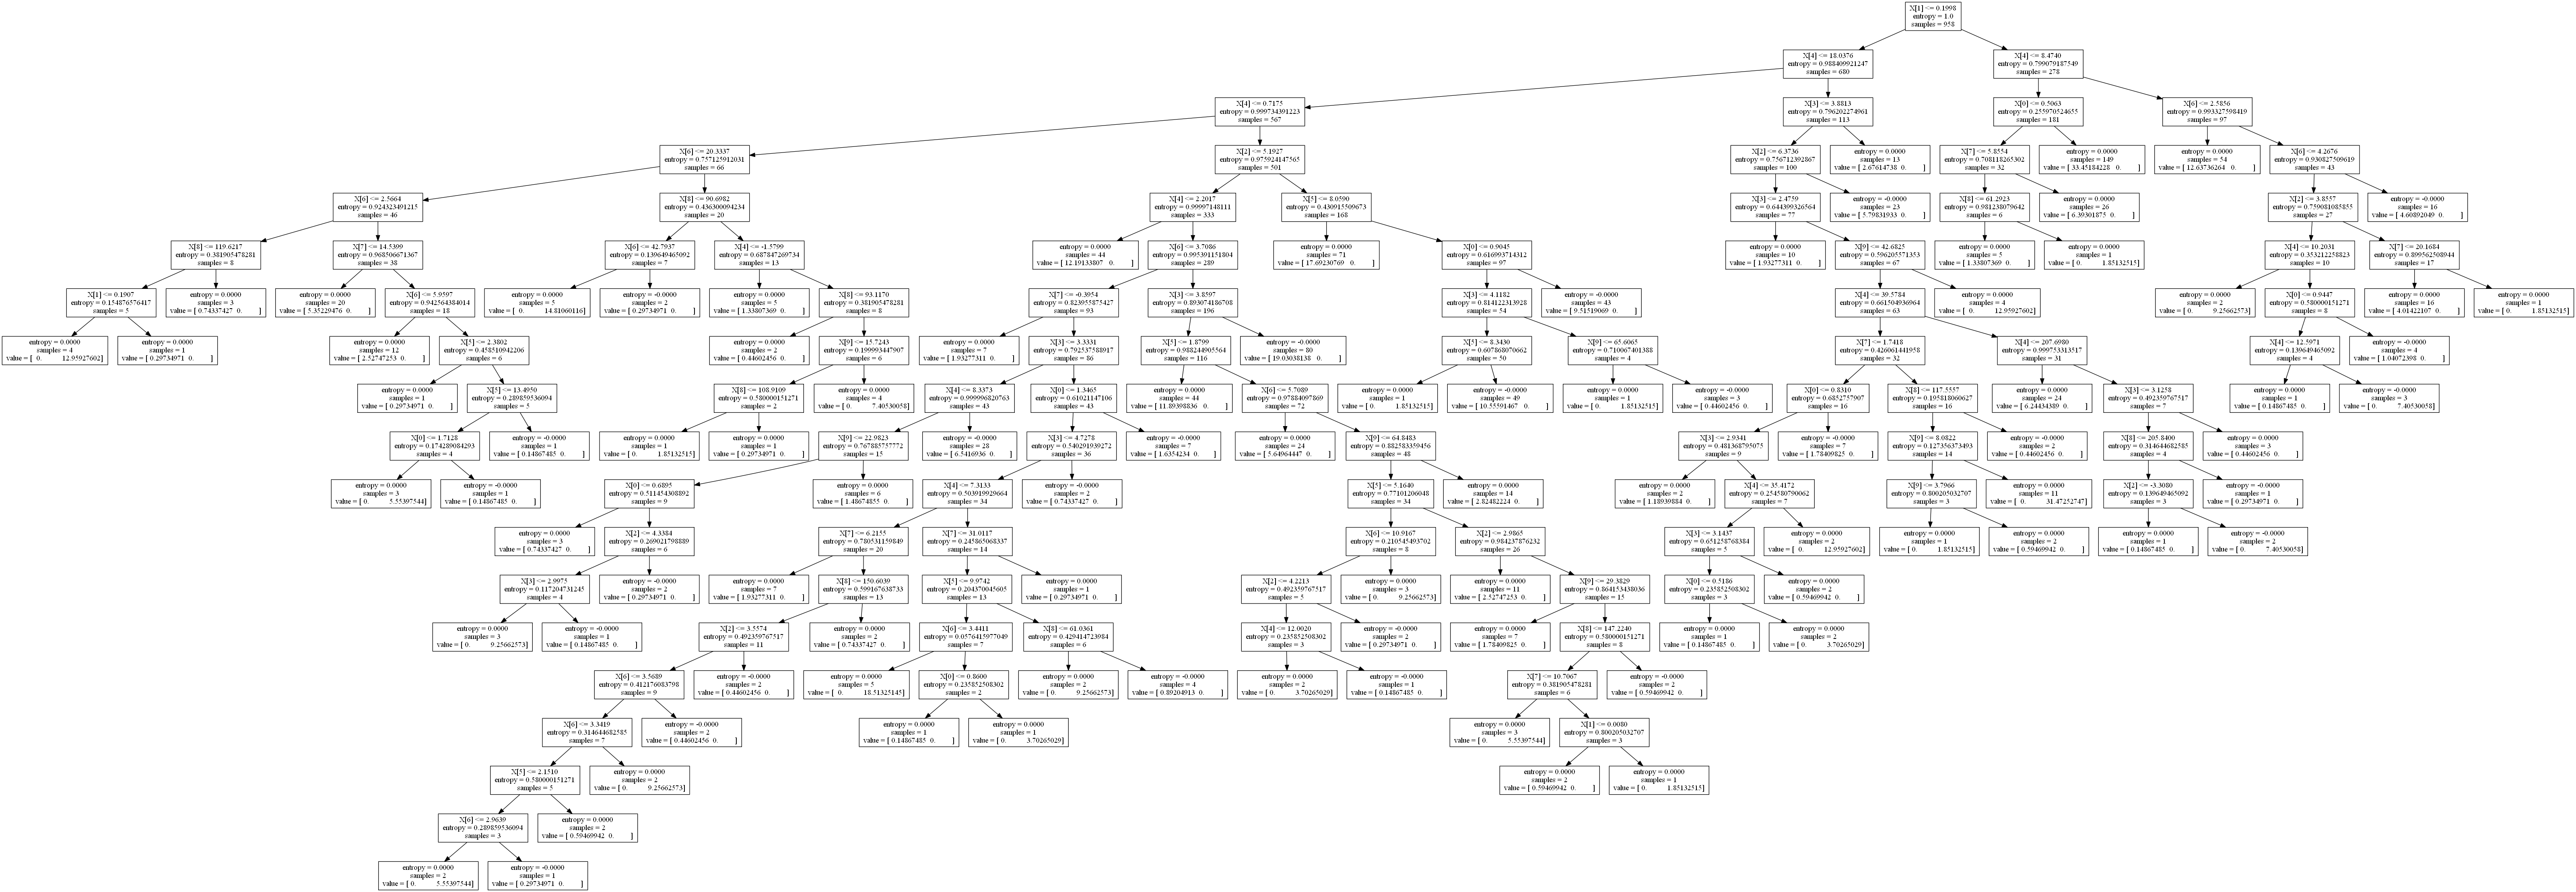 X[1] <= 0.1998
entropy = 1.0
samples = 958
X[4] <= 18.0376
entropy = 0.988409921247
samples = 680
X[4] <= 8.4740
entropy = 0.799079187549
samples = 278
X[4] <= 0.7175
entropy = 0.999734391223
samples = 567
X[3] <= 3.8813
entropy = 0.796202274961
samples = 113
X[0] <= 0.5063
entropy = 0.255970524655
samples = 181
X[6] <= 2.5856
entropy = 0.993327598419
samples = 97
X[6] <= 20.3337
entropy = 0.757125912031
samples = 66
X[2] <= 5.1927
entropy = 0.975924147565
samples = 501
X[2] <= 6.3736
entropy = 0.756712392867
samples = 100
entropy = 0.0000
samples = 13
value = [ 2.67614738 0. ]
X[7] <= 5.8554
entropy = 0.708118265302
samples = 32
entropy = 0.0000
samples = 149
value = [ 33.45184228 0. ]
entropy = 0.0000
samples = 54
value = [ 12.63736264 0. ]
X[6] <= 4.2676
entropy = 0.930827509619
samples = 43
X[6] <= 2.5664
entropy = 0.924323491215
samples = 46
X[8] <= 90.6982
entropy = 0.436300094234
samples = 20
X[4] <= 2.2017
entropy = 0.99997148111
samples = 333
X[5] <= 8.0590
entropy = 0.430915509673
samples = 168
X[3] <= 2.4759
entropy = 0.644399326564
samples = 77
entropy = -0.0000
samples = 23
value = [ 5.79831933 0. ]
X[8] <= 61.2923
entropy = 0.981238079642
samples = 6
entropy = 0.0000
samples = 26
value = [ 6.39301875 0. ]
X[2] <= 3.8557
entropy = 0.759081085855
samples = 27
entropy = -0.0000
samples = 16
value = [ 4.60892049 0. ]
X[8] <= 119.6217
entropy = 0.381905478281
samples = 8
X[7] <= 14.5399
entropy = 0.968506671367
samples = 38
X[6] <= 42.7937
entropy = 0.139649465092
samples = 7
X[4] <= -1.5799
entropy = 0.687847269734
samples = 13
entropy = 0.0000
samples = 44
value = [ 12.19133807 0. ]
X[6] <= 3.7086
entropy = 0.995391151804
samples = 289
entropy = 0.0000
samples = 71
value = [ 17.69230769 0. ]
X[0] <= 0.9045
entropy = 0.616993714312
samples = 97
entropy = 0.0000
samples = 10
value = [ 1.93277311 0. ]
X[9] <= 42.6825
entropy = 0.596205571353
samples = 67
entropy = 0.0000
samples = 5
value = [ 1.33807369 0. ]
entropy = 0.0000
samples = 1
value = [ 0. 1.85132515]
X[4] <= 10.2031
entropy = 0.353212258823
samples = 10
X[7] <= 20.1684
entropy = 0.899562508944
samples = 17
X[1] <= 0.1907
entropy = 0.154876576417
samples = 5
entropy = 0.0000
samples = 3
value = [ 0.74337427 0. ]
entropy = 0.0000
samples = 20
value = [ 5.35229476 0. ]
X[6] <= 5.9597
entropy = 0.942564384014
samples = 18
entropy = 0.0000
samples = 5
value = [ 0. 14.81060116]
entropy = -0.0000
samples = 2
value = [ 0.29734971 0. ]
entropy = 0.0000
samples = 5
value = [ 1.33807369 0. ]
X[8] <= 93.1170
entropy = 0.381905478281
samples = 8
X[7] <= -0.3954
entropy = 0.823955875427
samples = 93
X[3] <= 3.8597
entropy = 0.893074186708
samples = 196
X[3] <= 4.1182
entropy = 0.814122313928
samples = 54
entropy = -0.0000
samples = 43
value = [ 9.51519069 0. ]
X[4] <= 39.5784
entropy = 0.661504936964
samples = 63
entropy = 0.0000
samples = 4
value = [ 0. 12.95927602]
entropy = 0.0000
samples = 2
value = [ 0. 9.25662573]
X[0] <= 0.9447
entropy = 0.580000151271
samples = 8
entropy = 0.0000
samples = 16
value = [ 4.01422107 0. ]
entropy = 0.0000
samples = 1
value = [ 0. 1.85132515]
entropy = 0.0000
samples = 4
value = [ 0. 12.95927602]
entropy = 0.0000
samples = 1
value = [ 0.29734971 0. ]
entropy = 0.0000
samples = 12
value = [ 2.52747253 0. ]
X[5] <= 2.3802
entropy = 0.458510942206
samples = 6
entropy = 0.0000
samples = 2
value = [ 0.44602456 0. ]
X[9] <= 15.7243
entropy = 0.199993447907
samples = 6
entropy = 0.0000
samples = 7
value = [ 1.93277311 0. ]
X[3] <= 3.3331
entropy = 0.792537588917
samples = 86
X[5] <= 1.8799
entropy = 0.988244905564
samples = 116
entropy = -0.0000
samples = 80
value = [ 19.03038138 0. ]
X[5] <= 8.3430
entropy = 0.607868070662
samples = 50
X[9] <= 65.6065
entropy = 0.710067401388
samples = 4
X[7] <= 1.7418
entropy = 0.426061441958
samples = 32
X[4] <= 207.6980
entropy = 0.999753313517
samples = 31
X[4] <= 12.5971
entropy = 0.139649465092
samples = 4
entropy = -0.0000
samples = 4
value = [ 1.04072398 0. ]
entropy = 0.0000
samples = 1
value = [ 0.29734971 0. ]
X[5] <= 13.4950
entropy = 0.289859536094
samples = 5
X[8] <= 108.9109
entropy = 0.580000151271
samples = 2
entropy = 0.0000
samples = 4
value = [ 0. 7.40530058]
X[4] <= 8.3373
entropy = 0.999996820763
samples = 43
X[0] <= 1.3465
entropy = 0.61021147106
samples = 43
entropy = 0.0000
samples = 44
value = [ 11.89398836 0. ]
X[6] <= 5.7089
entropy = 0.97884097869
samples = 72
entropy = 0.0000
samples = 1
value = [ 0. 1.85132515]
entropy = -0.0000
samples = 49
value = [ 10.55591467 0. ]
entropy = 0.0000
samples = 1
value = [ 0. 1.85132515]
entropy = -0.0000
samples = 3
value = [ 0.44602456 0. ]
X[0] <= 0.8310
entropy = 0.6852757907
samples = 16
X[8] <= 117.5557
entropy = 0.195818060627
samples = 16
entropy = 0.0000
samples = 24
value = [ 6.24434389 0. ]
X[3] <= 3.1258
entropy = 0.492359767517
samples = 7
entropy = 0.0000
samples = 1
value = [ 0.14867485 0. ]
entropy = -0.0000
samples = 3
value = [ 0. 7.40530058]
X[0] <= 1.7128
entropy = 0.174289084293
samples = 4
entropy = -0.0000
samples = 1
value = [ 0.14867485 0. ]
entropy = 0.0000
samples = 1
value = [ 0. 1.85132515]
entropy = 0.0000
samples = 1
value = [ 0.29734971 0. ]
X[9] <= 22.9823
entropy = 0.767885757772
samples = 15
entropy = -0.0000
samples = 28
value = [ 6.5416936 0. ]
X[3] <= 4.7278
entropy = 0.540291939272
samples = 36
entropy = -0.0000
samples = 7
value = [ 1.6354234 0. ]
entropy = 0.0000
samples = 24
value = [ 5.64964447 0. ]
X[9] <= 64.8483
entropy = 0.882583359456
samples = 48
X[3] <= 2.9341
entropy = 0.481368795075
samples = 9
entropy = -0.0000
samples = 7
value = [ 1.78409825 0. ]
X[9] <= 8.0822
entropy = 0.127356373493
samples = 14
entropy = -0.0000
samples = 2
value = [ 0.44602456 0. ]
X[8] <= 205.8400
entropy = 0.314644682585
samples = 4
entropy = 0.0000
samples = 3
value = [ 0.44602456 0. ]
entropy = 0.0000
samples = 3
value = [ 0. 5.55397544]
entropy = -0.0000
samples = 1
value = [ 0.14867485 0. ]
X[0] <= 0.6895
entropy = 0.511454308892
samples = 9
entropy = 0.0000
samples = 6
value = [ 1.48674855 0. ]
X[4] <= 7.3133
entropy = 0.503919929664
samples = 34
entropy = -0.0000
samples = 2
value = [ 0.74337427 0. ]
X[5] <= 5.1640
entropy = 0.77101206048
samples = 34
entropy = 0.0000
samples = 14
value = [ 2.82482224 0. ]
entropy = 0.0000
samples = 2
value = [ 1.18939884 0. ]
X[4] <= 35.4172
entropy = 0.254580790062
samples = 7
X[9] <= 3.7966
entropy = 0.800205032707
samples = 3
entropy = 0.0000
samples = 11
value = [ 0. 31.47252747]
X[2] <= -3.3080
entropy = 0.139649465092
samples = 3
entropy = -0.0000
samples = 1
value = [ 0.29734971 0. ]
entropy = 0.0000
samples = 3
value = [ 0.74337427 0. ]
X[2] <= 4.3384
entropy = 0.269021798889
samples = 6
X[7] <= 6.2155
entropy = 0.780531159849
samples = 20
X[7] <= 31.0117
entropy = 0.245865068337
samples = 14
X[6] <= 10.9167
entropy = 0.210545493702
samples = 8
X[2] <= 2.9865
entropy = 0.984237876232
samples = 26
X[3] <= 3.1437
entropy = 0.651258768384
samples = 5
entropy = 0.0000
samples = 2
value = [ 0. 12.95927602]
entropy = 0.0000
samples = 1
value = [ 0. 1.85132515]
entropy = 0.0000
samples = 2
value = [ 0.59469942 0. ]
entropy = 0.0000
samples = 1
value = [ 0.14867485 0. ]
entropy = -0.0000
samples = 2
value = [ 0. 7.40530058]
X[3] <= 2.9975
entropy = 0.117204731245
samples = 4
entropy = -0.0000
samples = 2
value = [ 0.29734971 0. ]
entropy = 0.0000
samples = 7
value = [ 1.93277311 0. ]
X[8] <= 150.6039
entropy = 0.599167638733
samples = 13
X[5] <= 9.9742
entropy = 0.204370045605
samples = 13
entropy = 0.0000
samples = 1
value = [ 0.29734971 0. ]
X[2] <= 4.2213
entropy = 0.492359767517
samples = 5
entropy = 0.0000
samples = 3
value = [ 0. 9.25662573]
entropy = 0.0000
samples = 11
value = [ 2.52747253 0. ]
X[9] <= 29.3829
entropy = 0.864153438036
samples = 15
X[0] <= 0.5186
entropy = 0.235852508302
samples = 3
entropy = 0.0000
samples = 2
value = [ 0.59469942 0. ]
entropy = 0.0000
samples = 3
value = [ 0. 9.25662573]
entropy = -0.0000
samples = 1
value = [ 0.14867485 0. ]
X[2] <= 3.5574
entropy = 0.492359767517
samples = 11
entropy = 0.0000
samples = 2
value = [ 0.74337427 0. ]
X[6] <= 3.4411
entropy = 0.0576415977049
samples = 7
X[8] <= 61.0361
entropy = 0.429414723984
samples = 6
X[4] <= 12.0020
entropy = 0.235852508302
samples = 3
entropy = -0.0000
samples = 2
value = [ 0.29734971 0. ]
entropy = 0.0000
samples = 7
value = [ 1.78409825 0. ]
X[8] <= 147.2240
entropy = 0.580000151271
samples = 8
entropy = 0.0000
samples = 1
value = [ 0.14867485 0. ]
entropy = 0.0000
samples = 2
value = [ 0. 3.70265029]
X[6] <= 3.5689
entropy = 0.412176083798
samples = 9
entropy = -0.0000
samples = 2
value = [ 0.44602456 0. ]
entropy = 0.0000
samples = 5
value = [ 0. 18.51325145]
X[0] <= 0.8600
entropy = 0.235852508302
samples = 2
entropy = 0.0000
samples = 2
value = [ 0. 9.25662573]
entropy = -0.0000
samples = 4
value = [ 0.89204913 0. ]
entropy = 0.0000
samples = 2
value = [ 0. 3.70265029]
entropy = -0.0000
samples = 1
value = [ 0.14867485 0. ]
X[7] <= 10.7067
entropy = 0.381905478281
samples = 6
entropy = -0.0000
samples = 2
value = [ 0.59469942 0. ]
X[6] <= 3.3419
entropy = 0.314644682585
samples = 7
entropy = -0.0000
samples = 2
value = [ 0.44602456 0. ]
entropy = 0.0000
samples = 1
value = [ 0.14867485 0. ]
entropy = 0.0000
samples = 1
value = [ 0. 3.70265029]
entropy = 0.0000
samples = 3
value = [ 0. 5.55397544]
X[1] <= 0.0080
entropy = 0.800205032707
samples = 3
X[5] <= 2.1510
entropy = 0.580000151271
samples = 5
entropy = 0.0000
samples = 2
value = [ 0. 9.25662573]
entropy = 0.0000
samples = 2
value = [ 0.59469942 0. ]
entropy = 0.0000
samples = 1
value = [ 0. 1.85132515]
X[6] <= 2.9639
entropy = 0.289859536094
samples = 3
entropy = 0.0000
samples = 2
value = [ 0.59469942 0. ]
entropy = 0.0000
samples = 2
value = [ 0. 5.55397544]
entropy = -0.0000
samples = 1
value = [ 0.29734971 0. ]